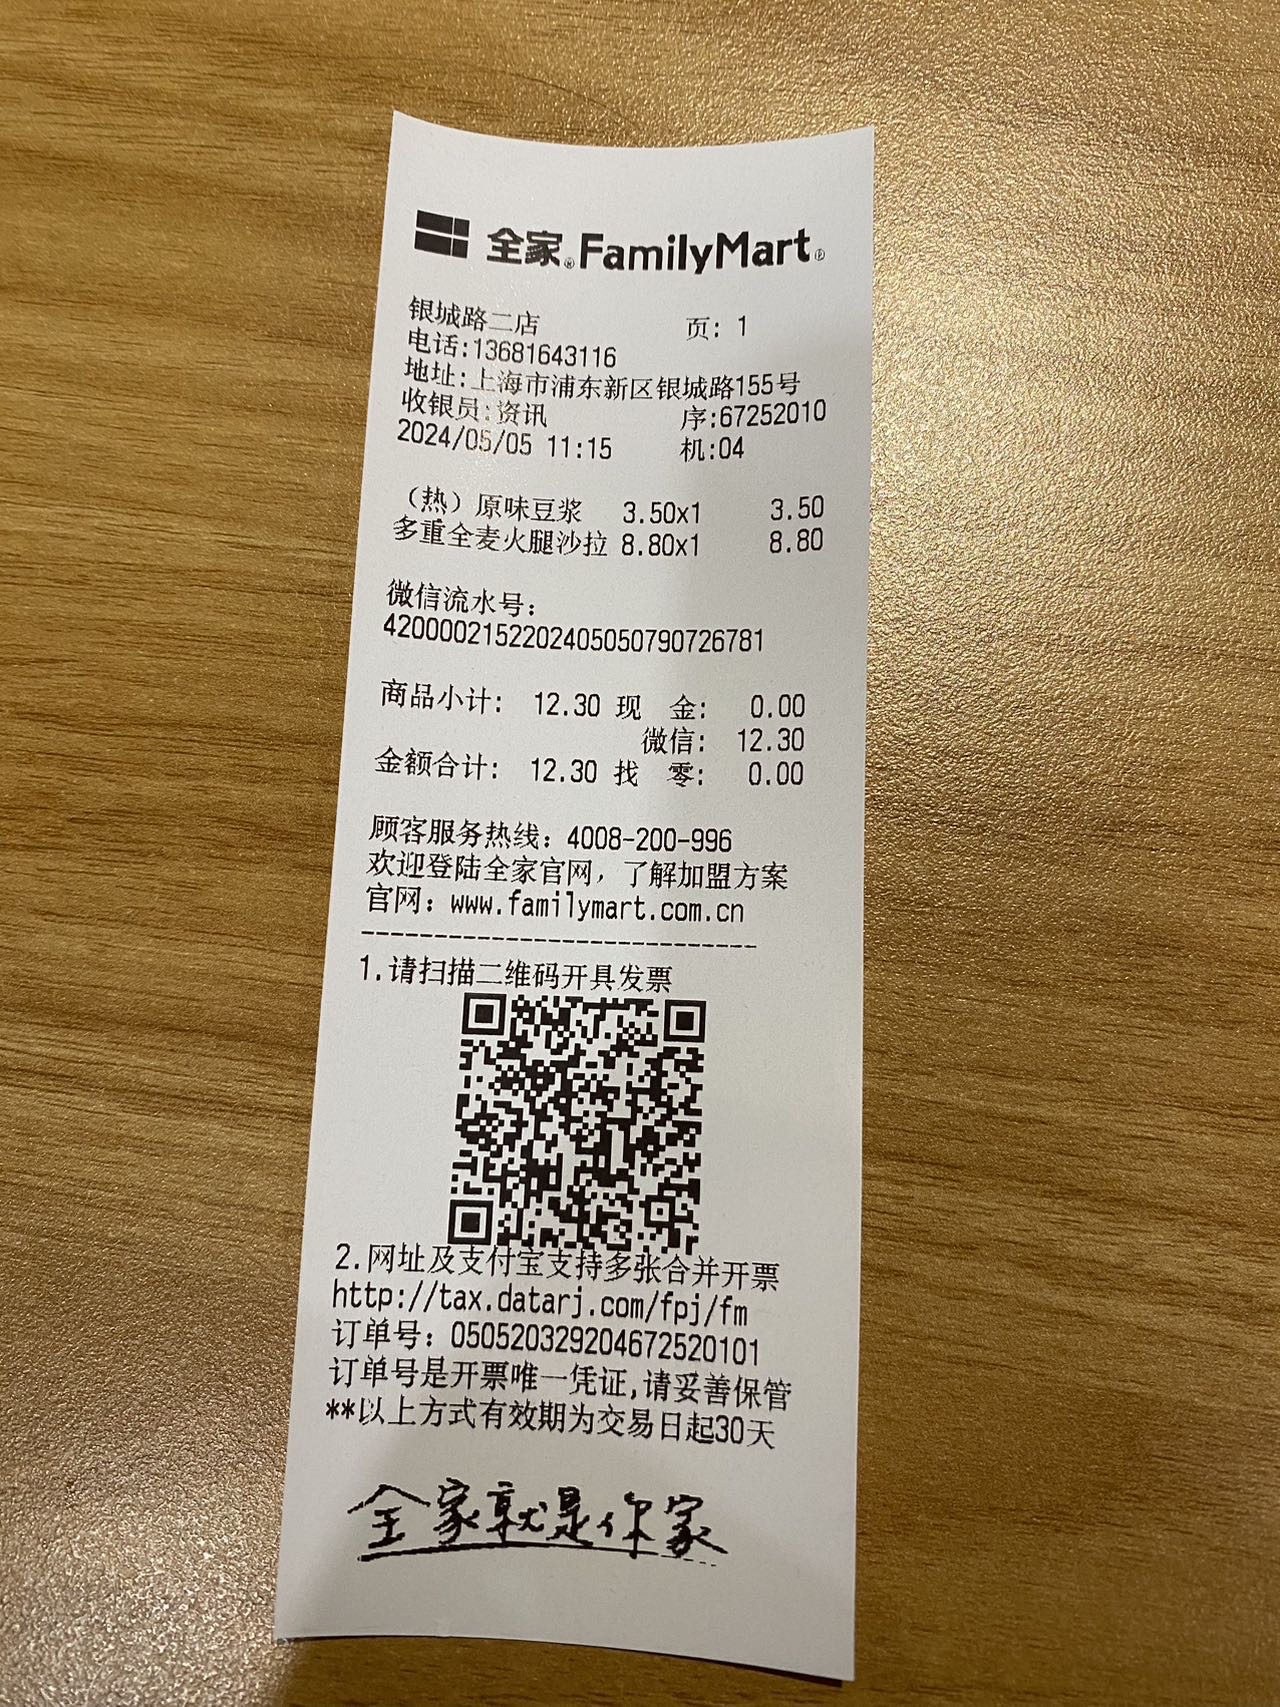 全家® FamilyMart®
银城路二店 页: 1
电话:13681643116
地址:上海市浦东新区银城路155号
收银员:资讯 序:67252010
2024/05/05 11:15 机:04
（热）原味豆浆 3.50x1 3.50
多重全麦火腿沙拉 8.80x1 8.80
微信流水号:
4200002152202405050790726781
商品小计: 12.30 现 金: 0.00
微信: 12.30
金额合计: 12.30 找 零: 0.00
顾客服务热线: 4008-200-996
欢迎登陆全家官网，了解加盟方案
官网: www.familymart.com.cn
1.请扫描二维码开具发票
2.网址及支付宝支持多张合并开票
http://tax.datarj.com/fpj/fm
订单号: 050520329204672520101
订单号是开票唯一凭证,请妥善保管
**以上方式有效期为交易日起30天
全家就是你家